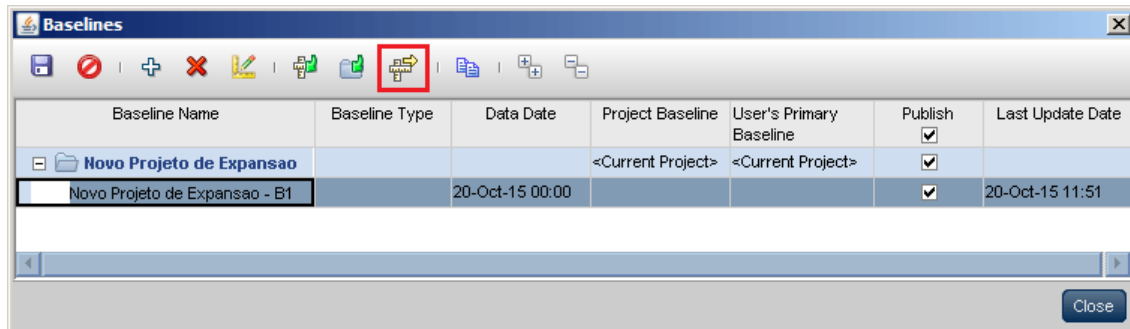 Baselines
Baseline Name Baseline Type Data Date Project Baseline User's Primary Baseline Publish Last Update Date
Novo Projeto de Expansao <Current Project> <Current Project>
Novo Projeto de Expansao - B1 20-Oct-15 00:00 20-Oct-15 11:51
Close